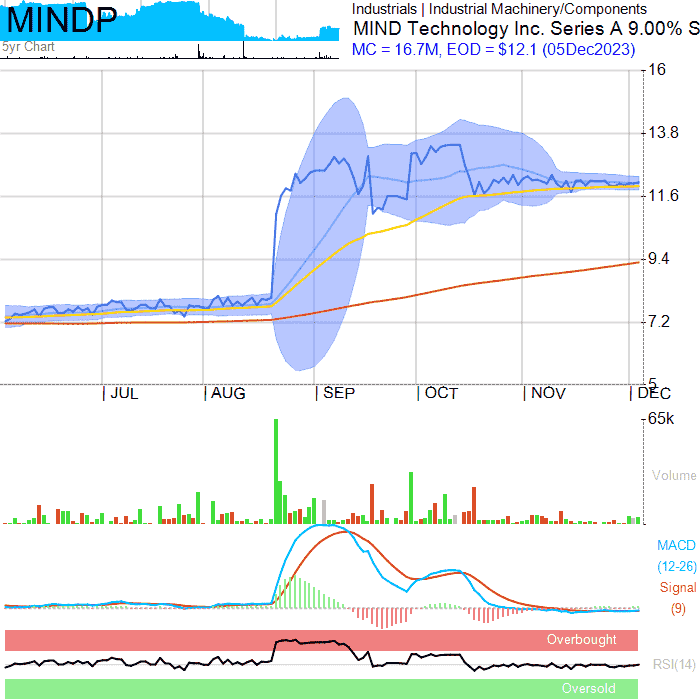 MINDP
5yr Chart
Industrials | Industrial Machinery/Components
MIND Technology Inc. Series A 9.00% S
MC = 16.7M, EOD = $12.1 (05Dec2023)
16
13.8
11.6
9.4
7.2
5
| JUL
| AUG
| SEP
| OCT
| NOV
| DEC
65k
Volume
MACD
(12-26)
Signal
(9)
Overbought
RSI(14)
Oversold